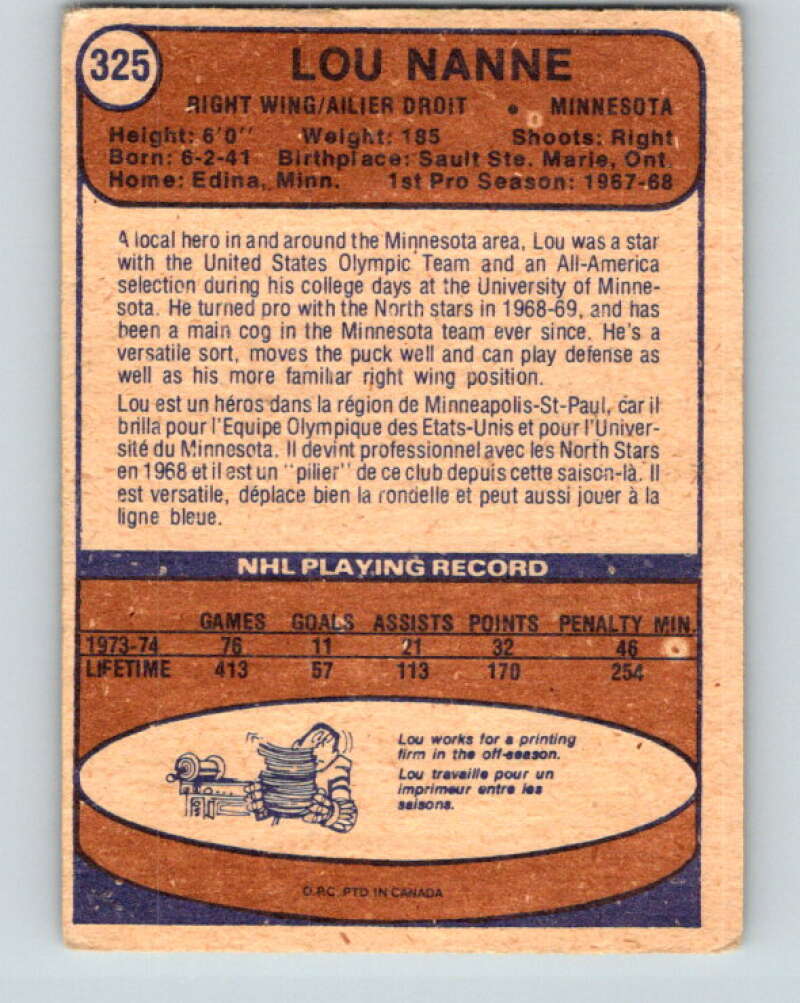 325
LOU NANNE
RIGHT WING/AILIER DROIT • MINNESOTA
Height: 6'0" Weight: 185 Shoots: Right
Born: 6-2-41 Birthplace: Sault Ste. Marie, Ont.
Home: Edina, Minn. 1st Pro Season: 1967-68
A local hero in and around the Minnesota area, Lou was a star
with the United States Olympic Team and an All-America
selection during his college days at the University of Minne-
sota. He turned pro with the North stars in 1968-69, and has
been a main cog in the Minnesota team ever since. He's a
versatile sort, moves the puck well and can play defense as
well as his more familiar right wing position.
Lou est un héros dans la région de Minneapolis-St-Paul, car il
brilla pour l'Equipe Olympique des Etats-Unis et pour l'Univer-
sité du Minnesota. Il devint professionnel avec les North Stars
en 1968 et il est un "pilier" de ce club depuis cette saison-là. Il
est versatile, déplace bien la rondelle et peut aussi jouer à la
ligne bleue.
NHL PLAYING RECORD
GAMES GOALS ASSISTS POINTS PENALTY MIN.
1973-74 76 11 21 32 46
LIFETIME 413 57 113 170 254
Lou works for a printing
firm in the off-season.
Lou travaille pour un
imprimeur entre les
saisons.
O.P.C. PTD IN CANADA